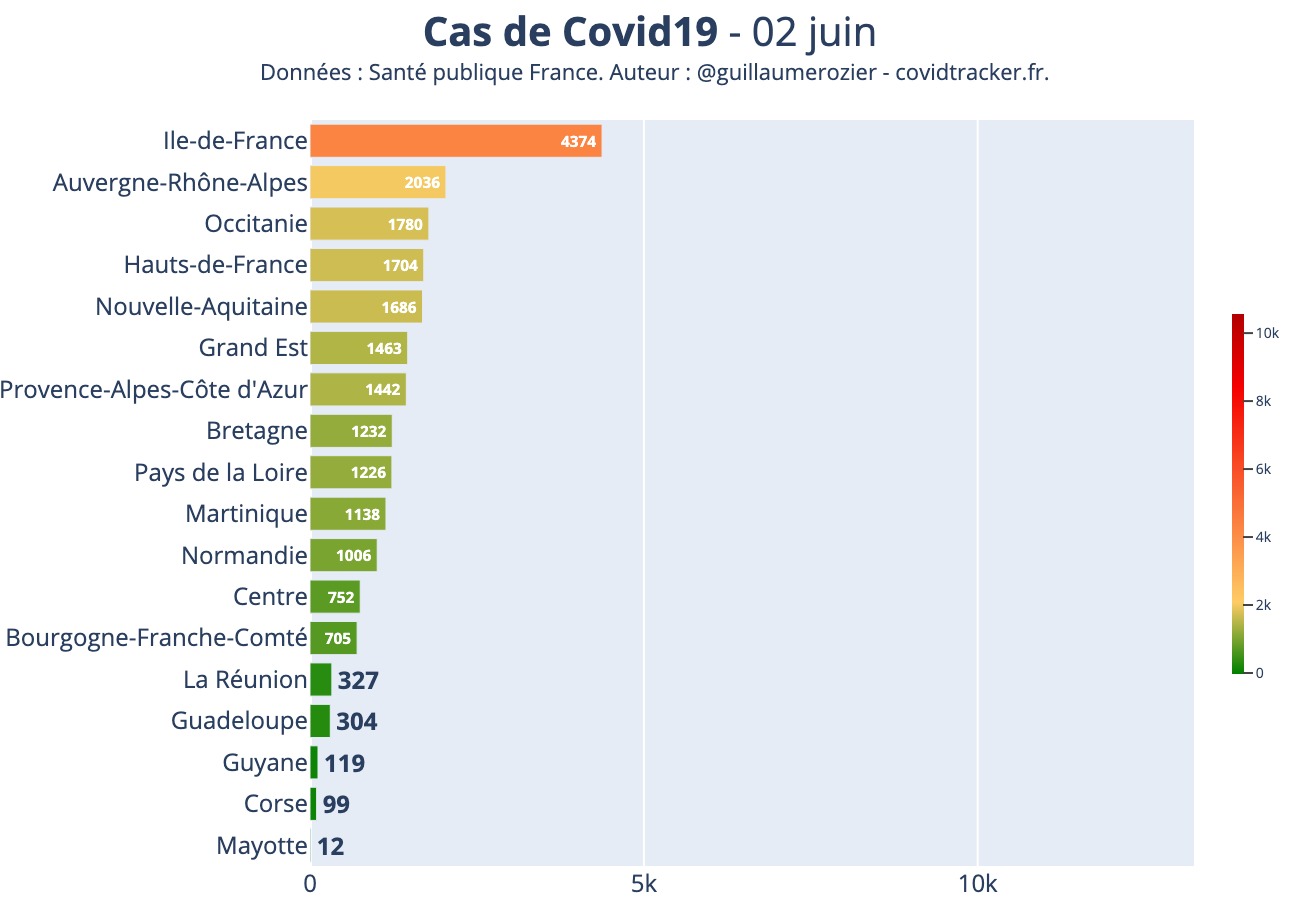 Cas de Covid19 - 02 juin
Données : Santé publique France. Auteur : @guillaumerozier - covidtracker.fr.
Ile-de-France 4374
Auvergne-Rhône-Alpes 2036
Occitanie 1780
Hauts-de-France 1704
Nouvelle-Aquitaine 1686
Grand Est 1463
Provence-Alpes-Côte d'Azur 1442
Bretagne 1232
Pays de la Loire 1226
Martinique 1138
Normandie 1006
Centre 752
Bourgogne-Franche-Comté 705
La Réunion 327
Guadeloupe 304
Guyane 119
Corse 99
Mayotte 12
0 5k 10k
10k
8k
6k
4k
2k
0